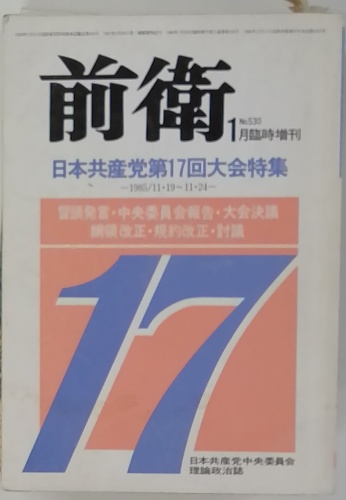 前衛
No530
1月臨時増刊
日本共産党第17回大会特集
—1985/11・19〜11・24—
冒頭発言・中央委員会報告・大会決議
綱領改正・規約改正・討議
17
日本共産党中央委員会
理論政治誌